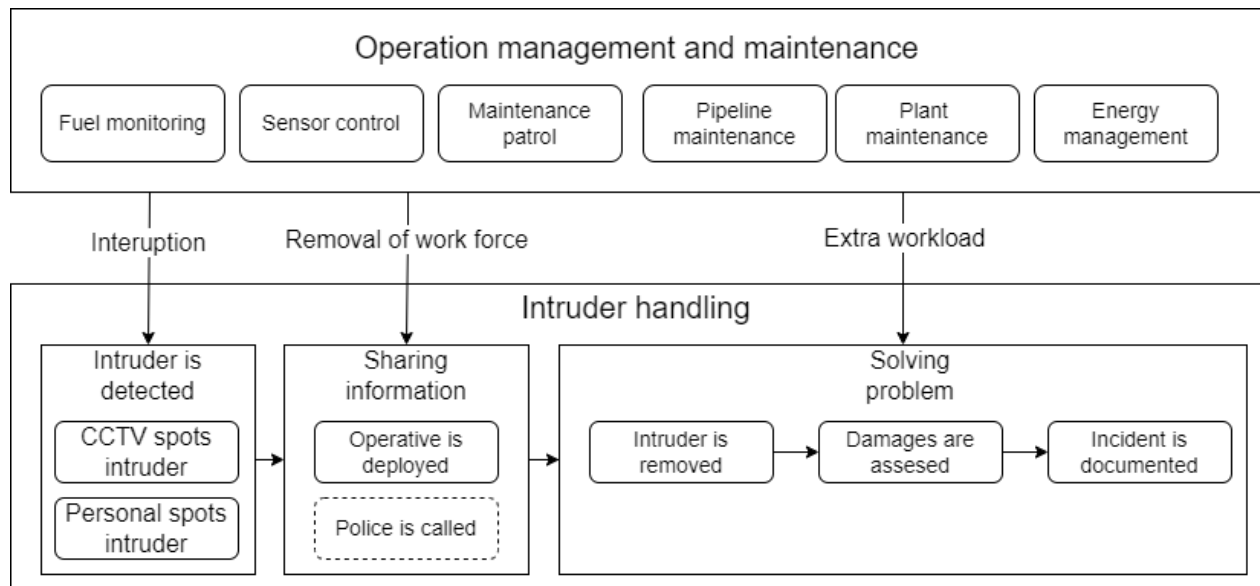 Operation management and maintenance
Fuel monitoring
Sensor control
Maintenance
patrol
Pipeline
maintenance
Plant
maintenance
Energy
management
Interuption
Removal of work force
Extra workload
Intruder handling
Intruder is
detected
CCTV spots
intruder
Personal spots
intruder
Sharing
information
Operative is
deployed
Police is called
Solving
problem
Intruder is
removed
Damages are
assesed
Incident is
documented